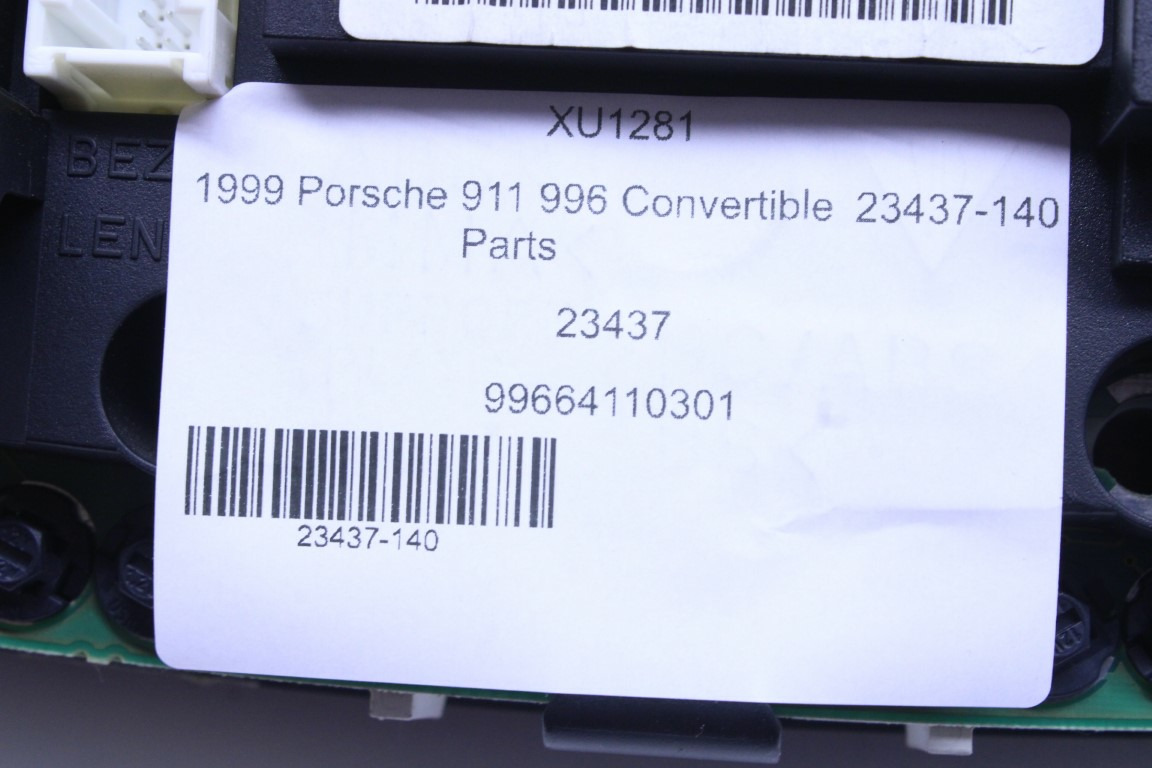 XU1281
1999 Porsche 911 996 Convertible 23437-140
Parts
23437
99664110301
23437-140
BEZ
LEN